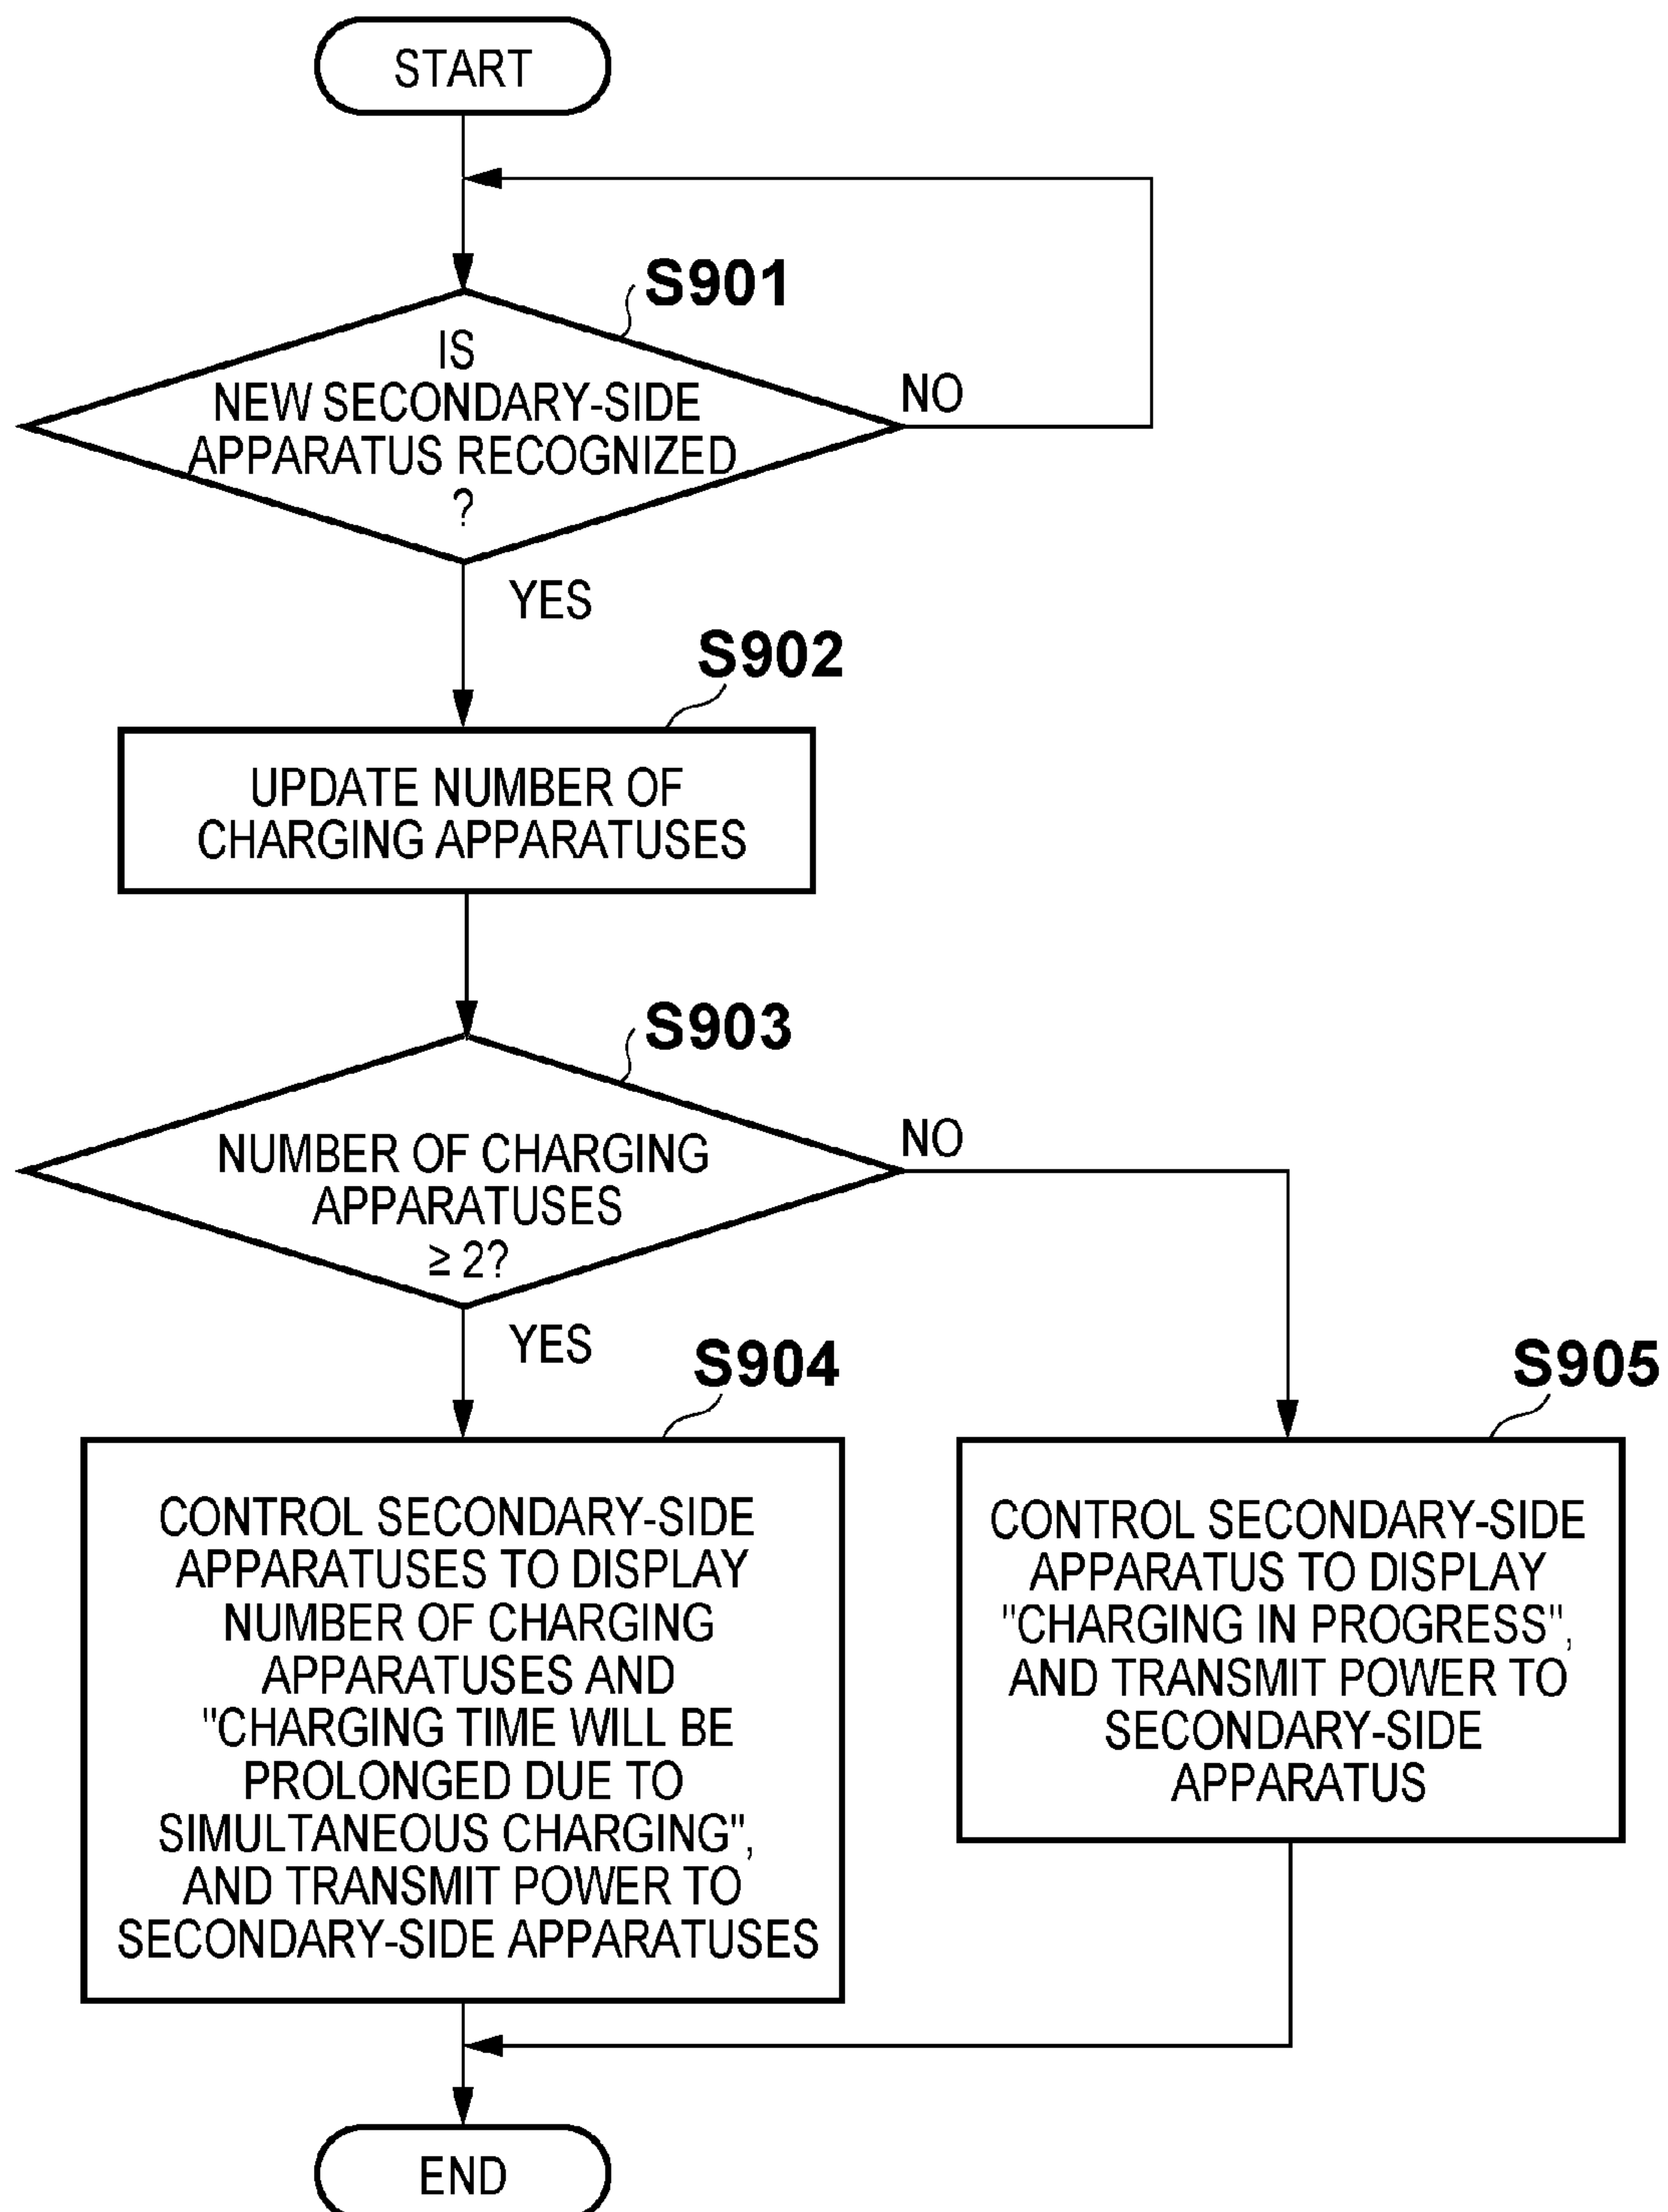 START
S901
IS
NEW SECONDARY-SIDE
APPARATUS RECOGNIZED
?
NO
YES
S902
UPDATE NUMBER OF
CHARGING APPARATUSES
S903
NUMBER OF CHARGING
APPARATUSES
≥ 2?
NO
YES
S904
CONTROL SECONDARY-SIDE
APPARATUSES TO DISPLAY
NUMBER OF CHARGING
APPARATUSES AND
"CHARGING TIME WILL BE
PROLONGED DUE TO
SIMULTANEOUS CHARGING",
AND TRANSMIT POWER TO
SECONDARY-SIDE APPARATUSES
S905
CONTROL SECONDARY-SIDE
APPARATUS TO DISPLAY
"CHARGING IN PROGRESS",
AND TRANSMIT POWER TO
SECONDARY-SIDE
APPARATUS
END